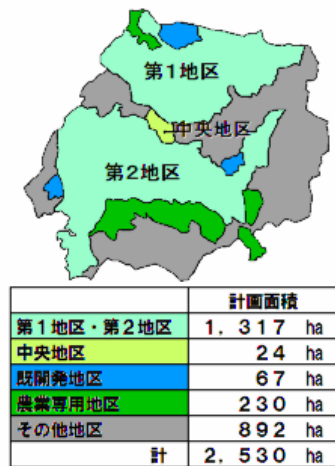 第1地区
中央地区
第2地区
計画面積
第1地区・第2地区 1,317 ha
中央地区 24 ha
既開発地区 67 ha
農業専用地区 230 ha
その他地区 892 ha
計 2,530 ha